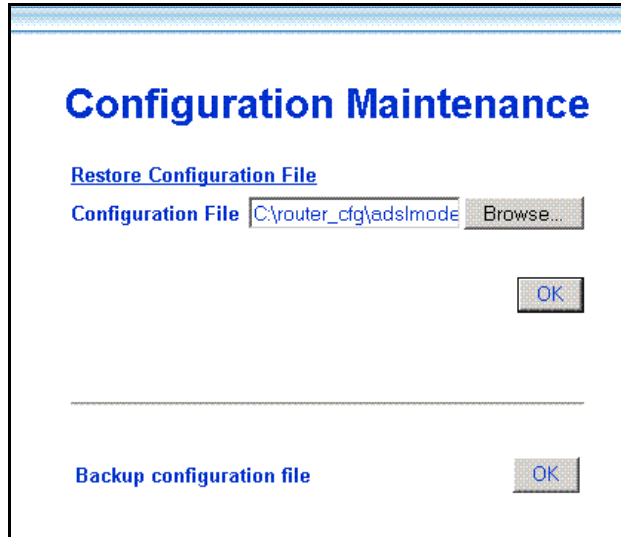 Configuration Maintenance
Restore Configuration File
Configuration File C:\router_cfg\adslmode Browse...
OK
Backup configuration file OK